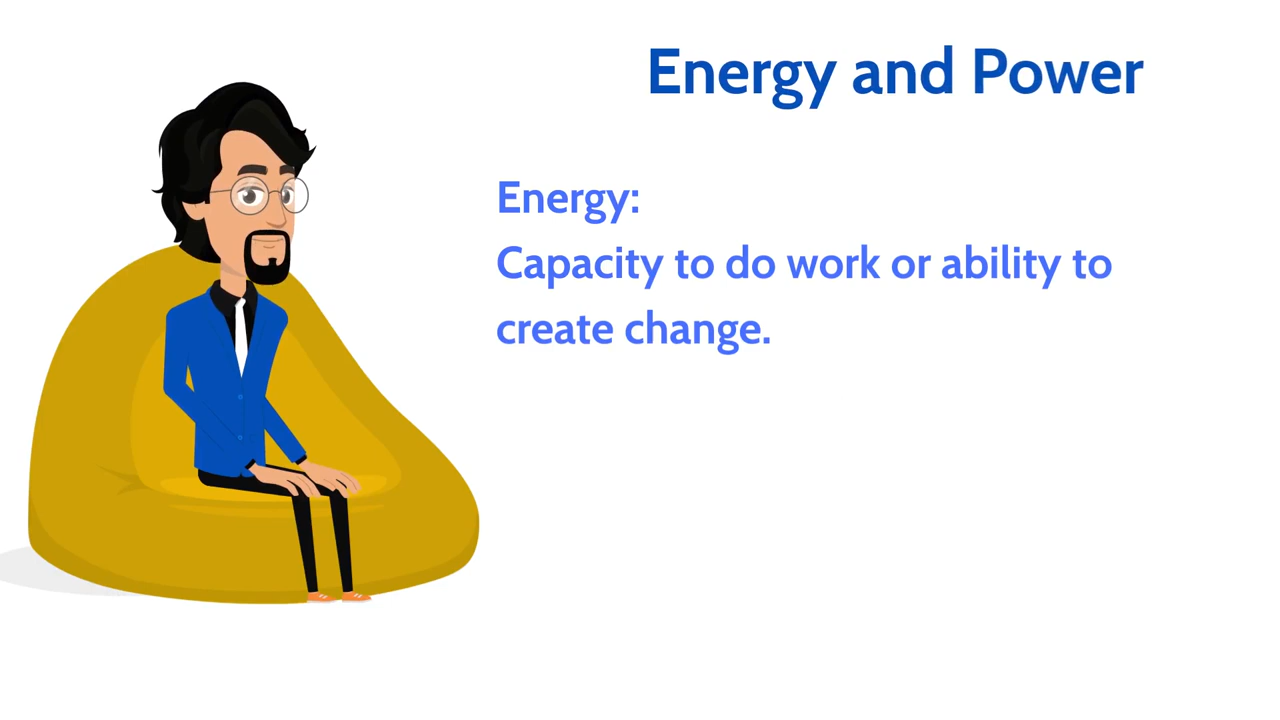 Energy and Power
Energy:
Capacity to do work or ability to
create change.